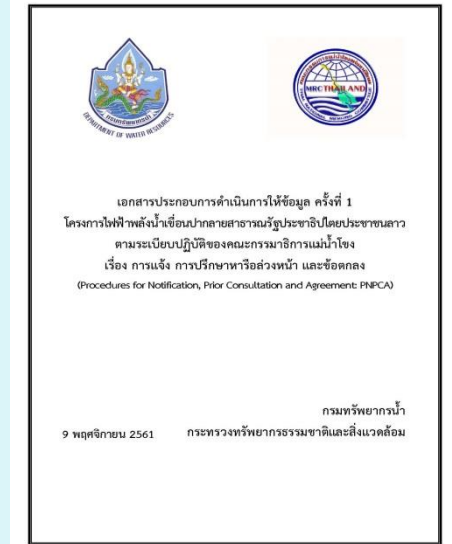 DEPARTMENT OF WATER RESOURCES
MRC THAILAND
เอกสารประกอบการดำเนินการให้ข้อมูล ครั้งที่ 1
โครงการไฟฟ้าพลังน้ำเขื่อนปากลายสาธารณรัฐประชาธิปไตยประชาชนลาว
ตามระเบียบปฏิบัติของคณะกรรมาธิการแม่น้ำโขง
เรื่อง การแจ้ง การปรึกษาหารือล่วงหน้า และข้อตกลง
(Procedures for Notification, Prior Consultation and Agreement: PNPCA)
กรมทรัพยากรน้ำ
9 พฤศจิกายน 2561 กระทรวงทรัพยากรธรรมชาติและสิ่งแวดล้อม